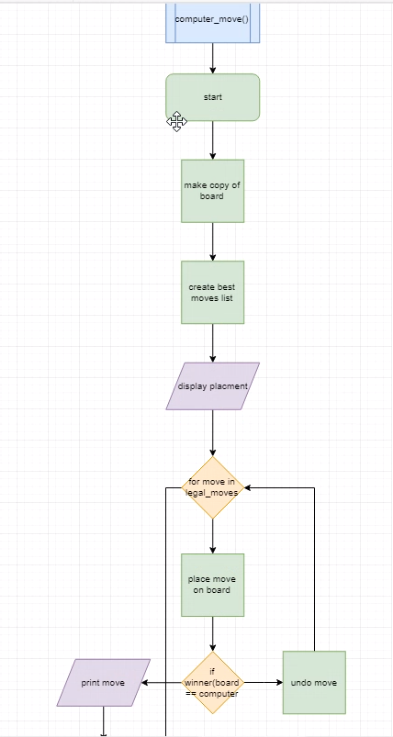 computer_move()
start
make copy of
board
create best
moves list
display placment
for move in
legal_moves
place move
on board
if
winner(board
== computer
print move
undo move